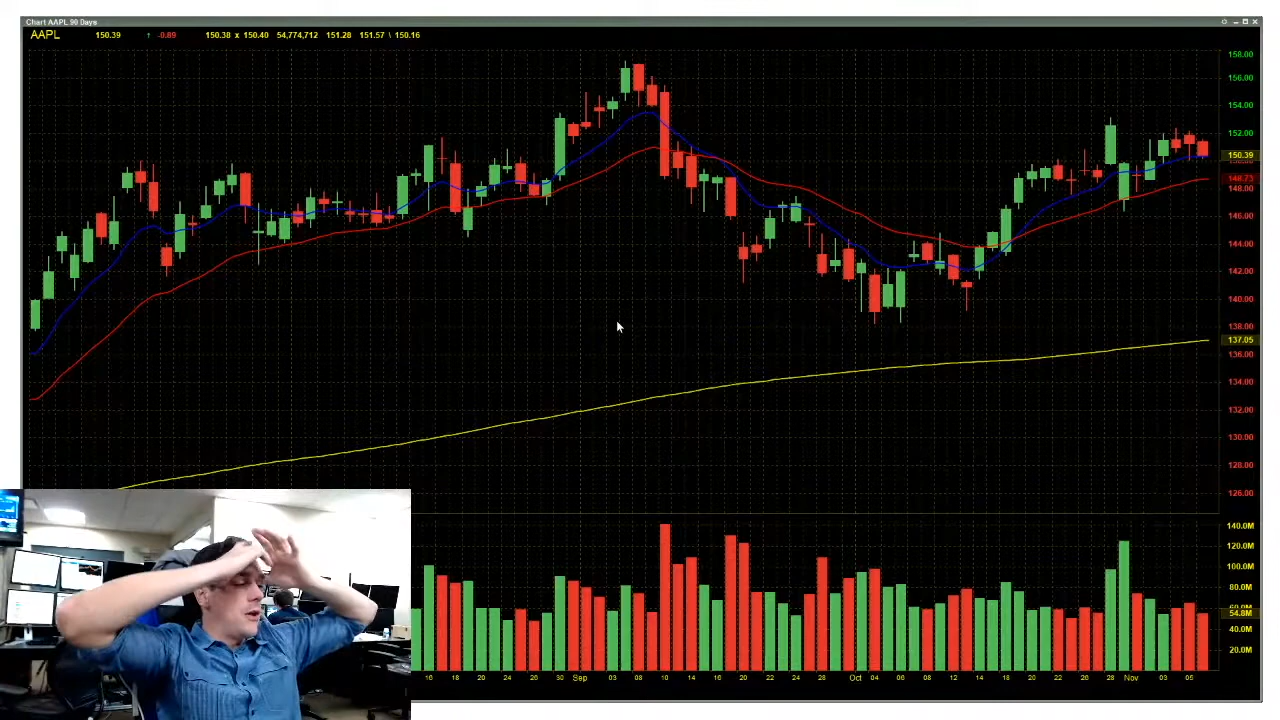 Chart AAPL 90 Days
AAPL 150.39 ↑ -0.89 150.38 x 150.40 54,774,712 151.28 151.57 \ 150.16
158.00
156.00
154.00
152.00
150.39
148.73
148.00
146.00
144.00
142.00
140.00
138.00
137.05
136.00
134.00
132.00
130.00
128.00
126.00
140.0M
120.0M
100.0M
80.0M
54.8M
40.0M
20.0M
16 18 20 24 26 30 Sep 03 08 10 14 16 20 22 24 28 Oct 04 06 08 12 14 18 20 22 26 28 Nov 03 05